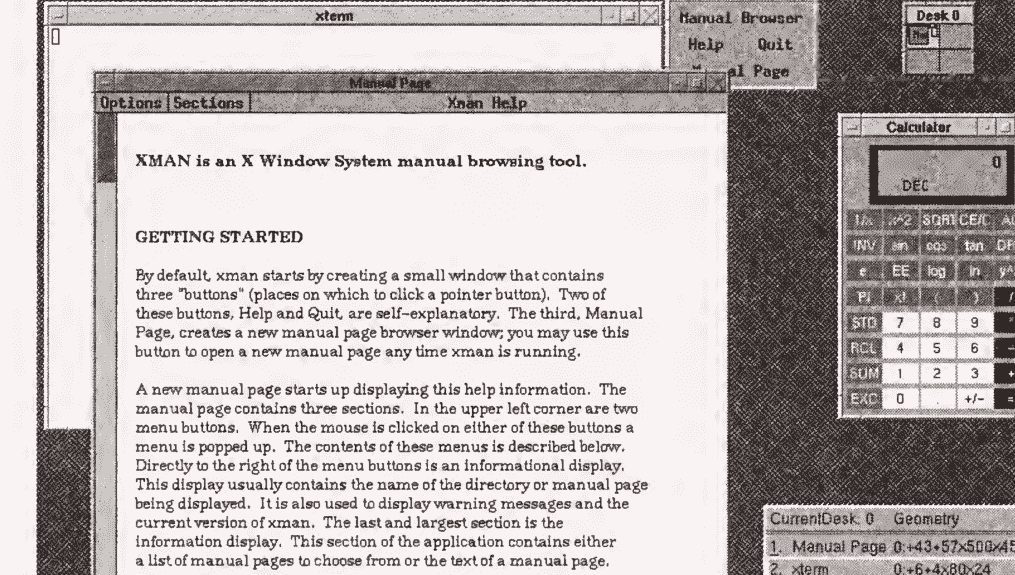 xterm
Manual Browser
Help Quit
al Page
Desk 0
Manual Page
Options Sections Xman Help
XMAN is an X Window System manual browsing tool.
GETTING STARTED
By default, xman starts by creating a small window that contains
three "buttons" (places on which to click a pointer button). Two of
these buttons, Help and Quit, are self-explanatory. The third, Manual
Page, creates a new manual page browser window; you may use this
button to open a new manual page any time xman is running.
A new manual page starts up displaying this help information. The
manual page contains three sections. In the upper left corner are two
menu buttons. When the mouse is clicked on either of these buttons a
menu is popped up. The contents of these menus is described below.
Directly to the right of the menu buttons is an informational display.
This display usually contains the name of the directory or manual page
being displayed. It is also used to display warning messages and the
current version of xman. The last and largest section is the
information display. This section of the application contains either
a list of manual pages to choose from or the text of a manual page.
Calculator
0
DEC
1/x x^2 SQRT CE/C
INV sin cos tan
e EE log ln
PI x! ( )
STO 7 8 9
RCL 4 5 6 -
SUM 1 2 3 +
EXC 0 . +/- =
CurrentDesk: 0 Geometry
1. Manual Page 0:+43+57x500x45
2. xterm 0:+6+4x80x24